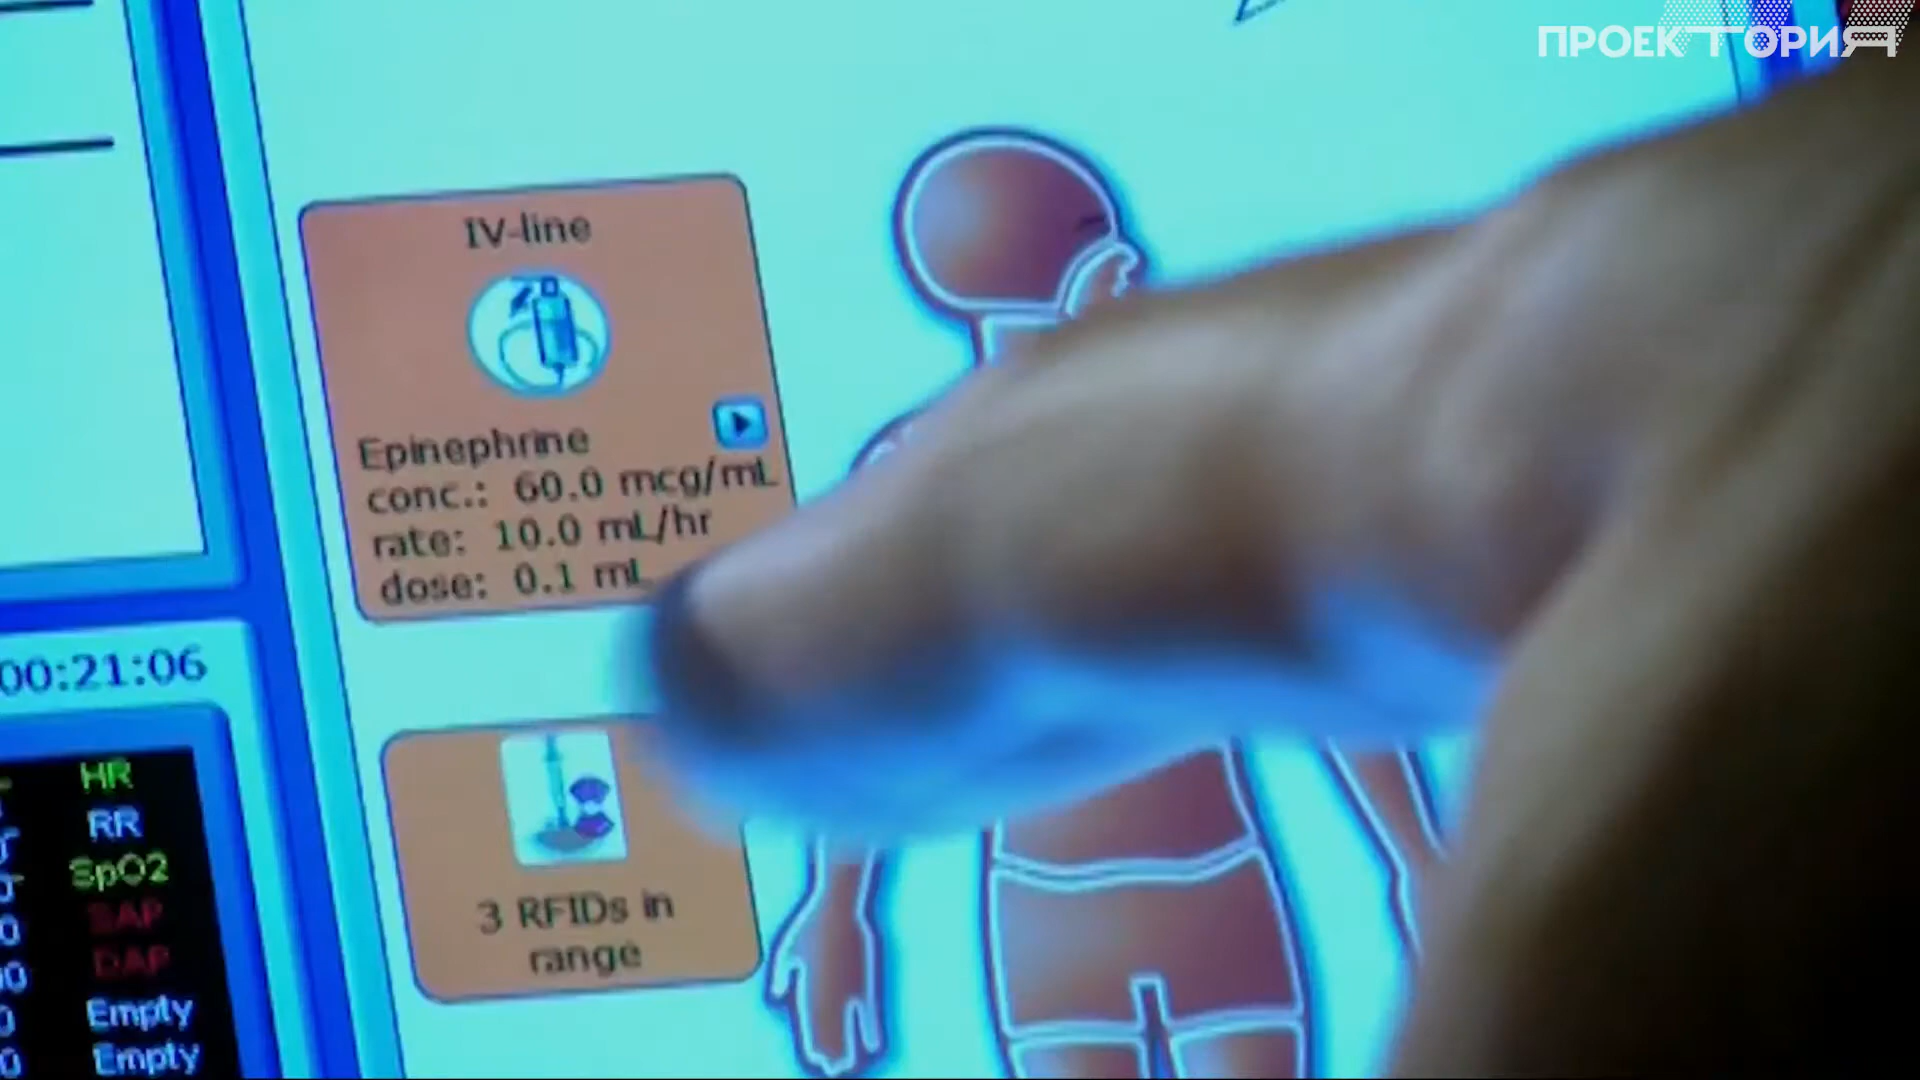 ПРОЕКТОРИЯ
IV-line
Epinephrine
conc.: 60.0 mcg/mL
rate: 10.0 mL/hr
dose: 0.1 mL
00:21:06
HR
RR
SpO2
SAP
DAP
Empty
Empty
3 RFIDs in
range